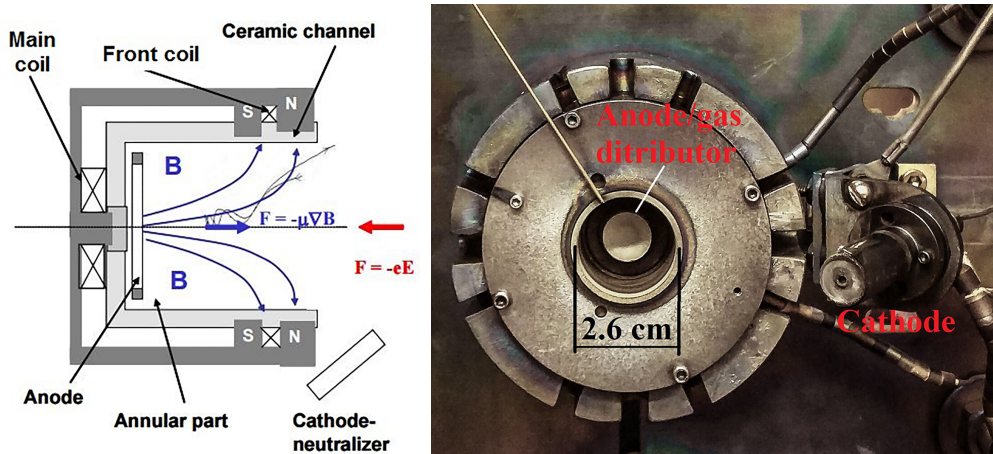 Main
coil
Front coil
Ceramic channel
S
N
B
F = -μ∇B
F = -eE
B
S
N
Anode
Annular part
Cathode-
neutralizer
Anode/gas
ditributor
2.6 cm
Cathode